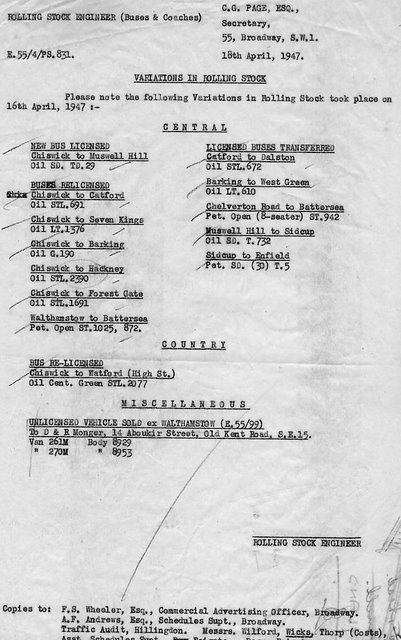 ROLLING STOCK ENGINEER (Buses & Coaches)
C.G. PAGE, ESQ.,
Secretary,
55, Broadway, S.W.1.
E.55/4/PS.831.
18th April, 1947.
VARIATIONS IN ROLLING STOCK
Please note the following Variations in Rolling Stock took place on
16th April, 1947 :-
CENTRAL
NEW BUS LICENSED
Chiswick to Muswell Hill
Oil SD. TD.29
BUSES RELICENSED
Chiswick to Catford
Oil STL.691
Chiswick to Seven Kings
Oil LT.1376
Chiswick to Barking
Oil G.190
Chiswick to Hackney
Oil STL.2390
Chiswick to Forest Gate
Oil STL.1691
Walthamstow to Battersea
Pet. Open ST.1025, 872.
LICENSED BUSES TRANSFERRED
Catford to Dalston
Oil STL.672
Barking to West Green
Oil LT.610
Chelverton Road to Battersea
Pet. Open (8-seater) ST.942
Muswell Hill to Sidcup
Oil SD. T.732
Sidcup to Enfield
Pet. SD. (30) T.5
COUNTRY
BUS RE-LICENSED
Chiswick to Watford (High St.)
Oil Cent. Green STL.2077
MISCELLANEOUS
UNLICENSED VEHICLE SOLD ex WALTHAMSTOW (E.55/99)
To D & R Monger, 14 Aboukir Street, Old Kent Road, S.E.15.
Van 261M Body 8929
" 270M " 8953
ROLLING STOCK ENGINEER
Copies to: F.S. Wheeler, Esq., Commercial Advertising Officer, Broadway.
A.F. Andrews, Esq., Schedules Supt., Broadway.
Traffic Audit, Hillingdon. Messrs. Wilford, Wicks, Thorp (Costs),
Asst. Schedules Supt.